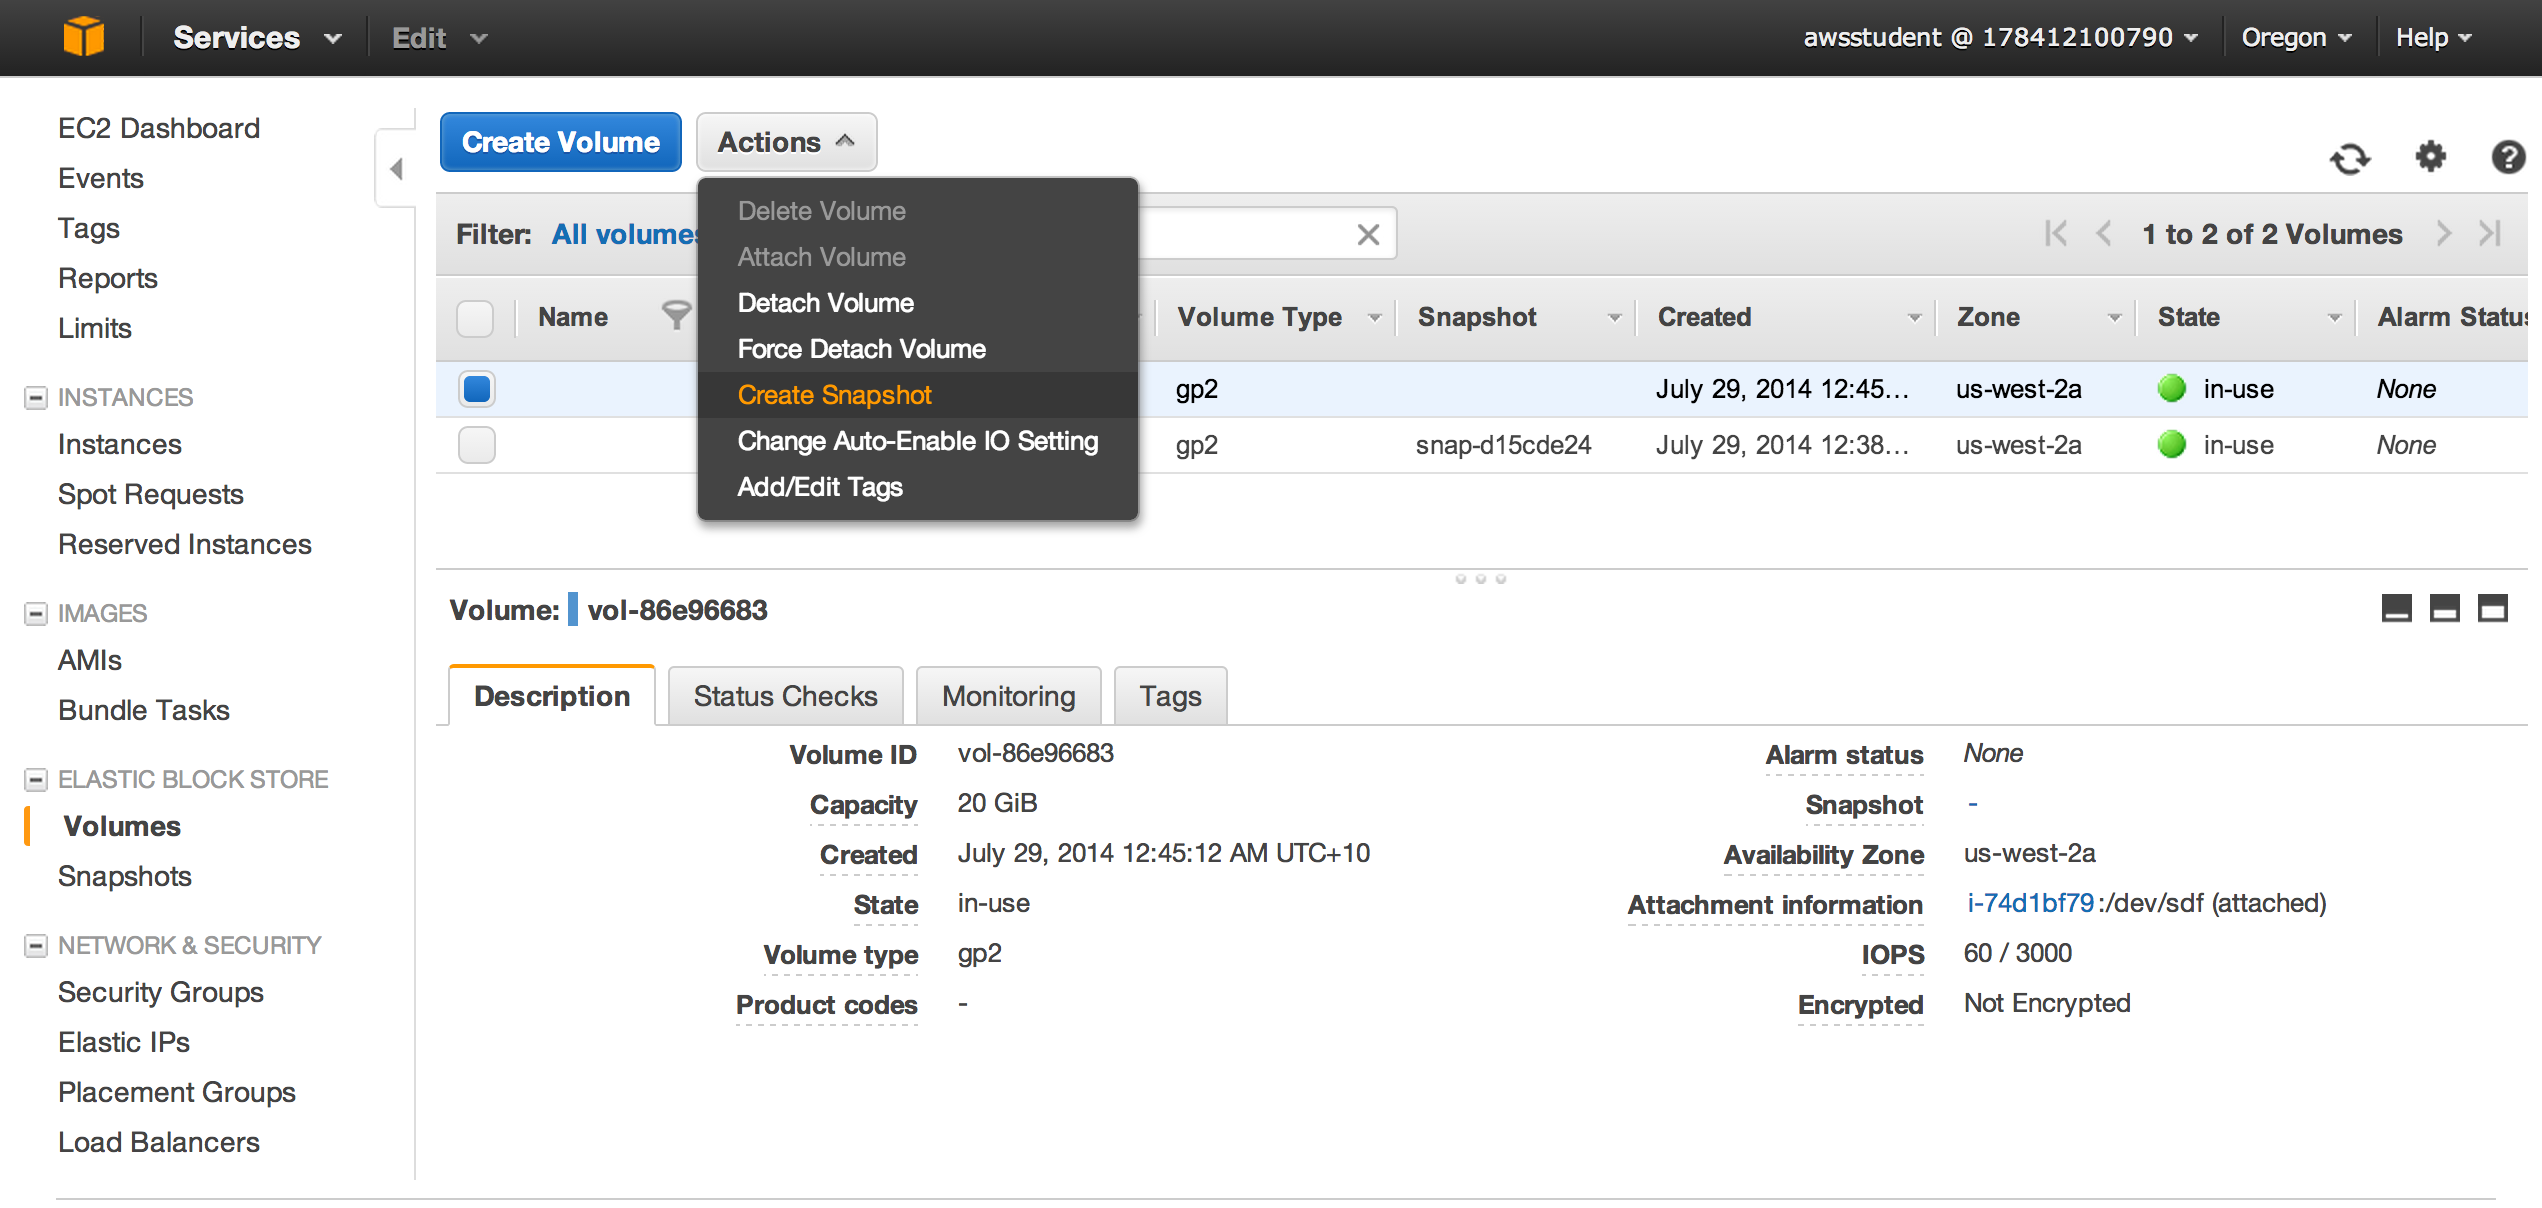 Services Edit awsstudent @ 178412100790 Oregon Help
EC2 Dashboard
Events
Tags
Reports
Limits
INSTANCES
Instances
Spot Requests
Reserved Instances
IMAGES
AMIs
Bundle Tasks
ELASTIC BLOCK STORE
Volumes
Snapshots
NETWORK & SECURITY
Security Groups
Elastic IPs
Placement Groups
Load Balancers
Create Volume Actions
Delete Volume
Attach Volume
Detach Volume
Force Detach Volume
Create Snapshot
Change Auto-Enable IO Setting
Add/Edit Tags
Filter: All volumes 1 to 2 of 2 Volumes
Name Volume Type Snapshot Created Zone State Alarm Status
gp2 July 29, 2014 12:45... us-west-2a in-use None
gp2 snap-d15cde24 July 29, 2014 12:38... us-west-2a in-use None
Volume: vol-86e96683
Description Status Checks Monitoring Tags
Volume ID vol-86e96683 Alarm status None
Capacity 20 GiB Snapshot -
Created July 29, 2014 12:45:12 AM UTC+10 Availability Zone us-west-2a
State in-use Attachment information i-74d1bf79:/dev/sdf (attached)
Volume type gp2 IOPS 60 / 3000
Product codes - Encrypted Not Encrypted